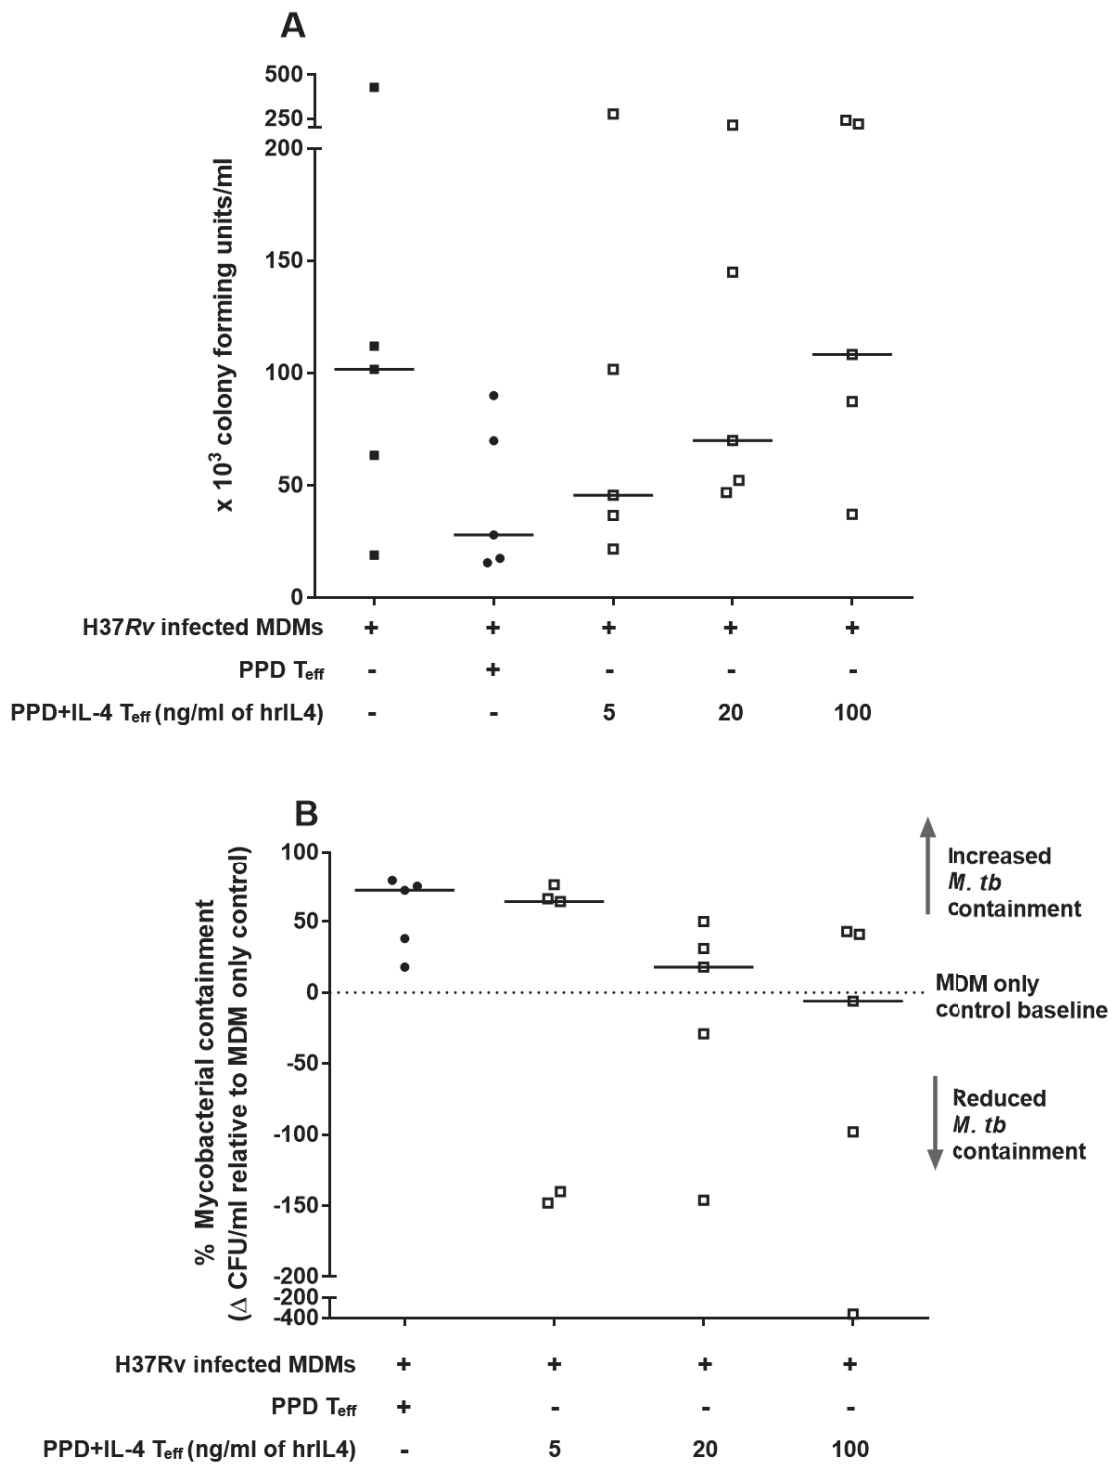 A
x 10³ colony forming units/ml
500
250
200
150
100
50
0
H37Rv infected MDMs + + + + +
PPD Teff - + - - -
PPD+IL-4 Teff (ng/ml of hrIL4) - - 5 20 100
B
% Mycobacterial containment
(Δ CFU/ml relative to MDM only control)
100
50
0
-50
-100
-150
-200
-200
-400
Increased
M. tb
containment
MDM only
control baseline
Reduced
M. tb
containment
H37Rv infected MDMs + + + +
PPD Teff + - - -
PPD+IL-4 Teff (ng/ml of hrIL4) - 5 20 100